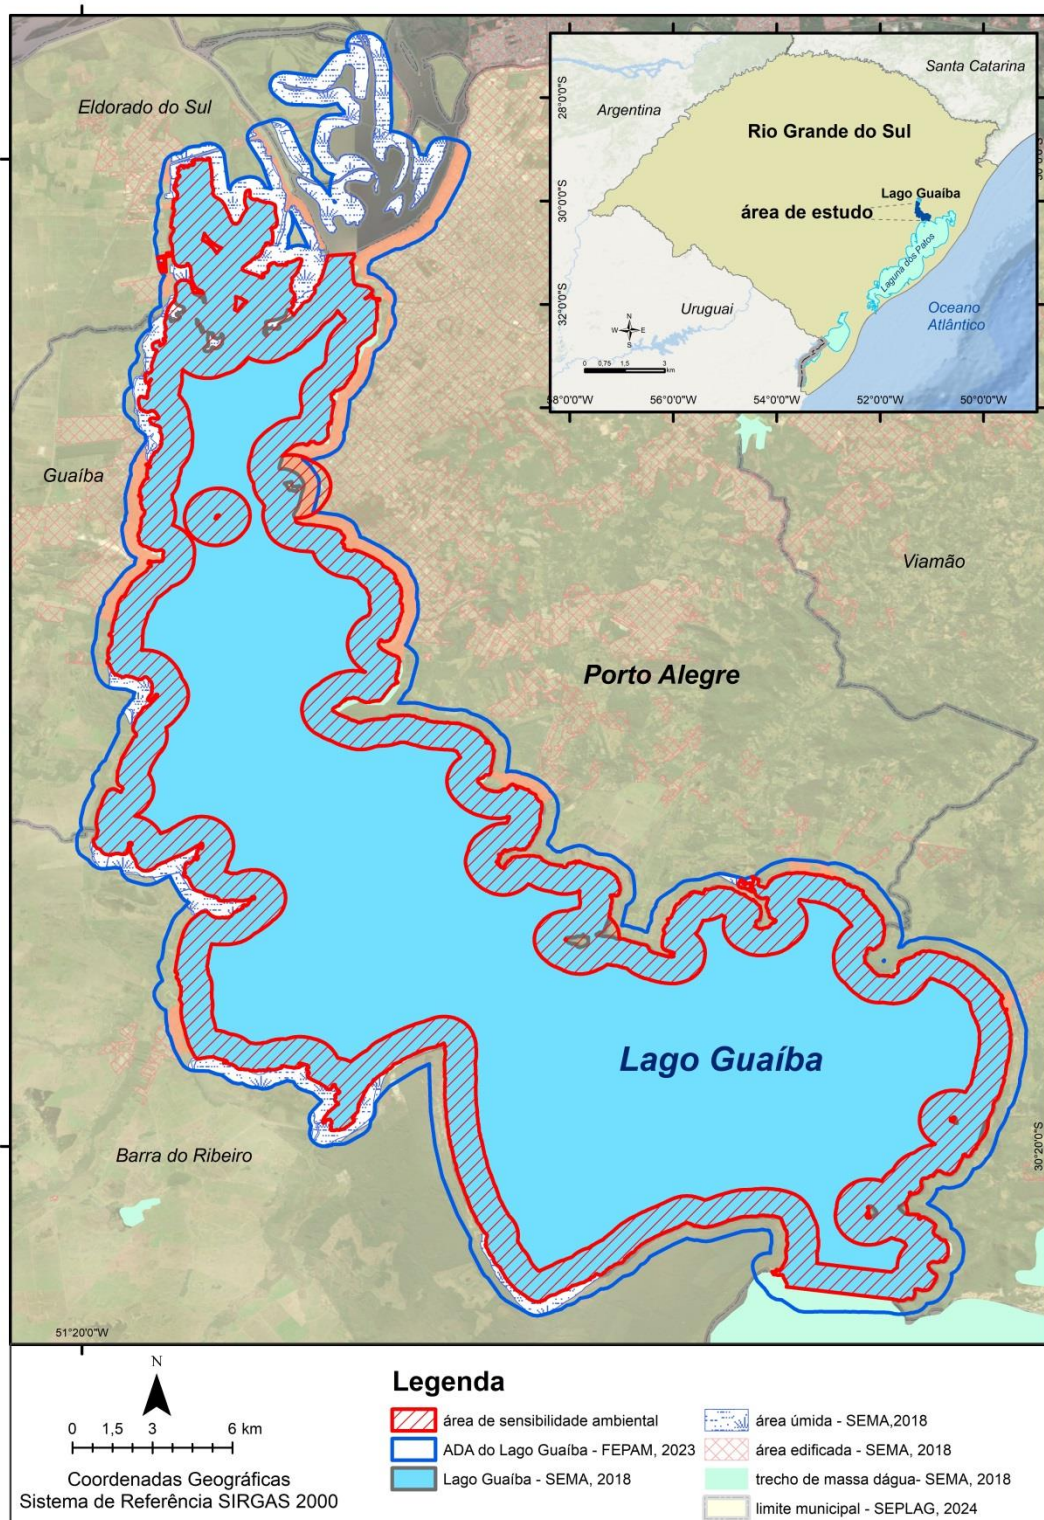 Eldorado do Sul
Santa Catarina
Argentina
Rio Grande do Sul
Lago Guaíba
área de estudo
Laguna dos Patos
Uruguai
Oceano
Atlântico
N
W E
S
0 0,75 1,5 3
km
28°0'0"S
30°0'0"S
32°0'0"S
58°0'0"W 56°0'0"W 54°0'0"W 52°0'0"W 50°0'0"W
Guaíba
Viamão
Porto Alegre
Lago Guaíba
Barra do Ribeiro
30°20'0"S
51°20'0"W
N
0 1,5 3 6 km
Coordenadas Geográficas
Sistema de Referência SIRGAS 2000
Legenda
área de sensibilidade ambiental
ADA do Lago Guaíba - FEPAM, 2023
Lago Guaíba - SEMA, 2018
área úmida - SEMA,2018
área edificada - SEMA, 2018
trecho de massa dágua- SEMA, 2018
limite municipal - SEPLAG, 2024